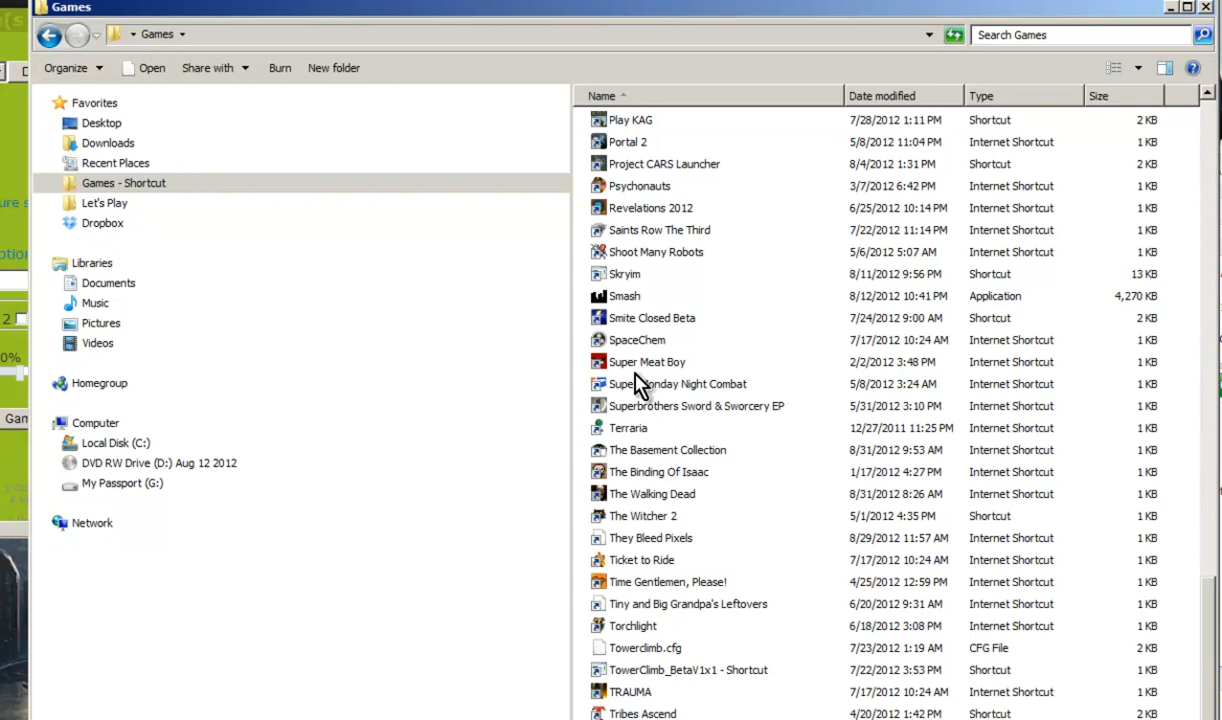 Games
Games
Search Games
Organize Open Share with Burn New folder
Favorites
Desktop
Downloads
Recent Places
Games - Shortcut
Let's Play
Dropbox
Libraries
Documents
Music
Pictures
Videos
Homegroup
Computer
Local Disk (C:)
DVD RW Drive (D:) Aug 12 2012
My Passport (G:)
Network
Name Date modified Type Size
Play KAG 7/28/2012 1:11 PM Shortcut 2 KB
Portal 2 5/8/2012 11:04 PM Internet Shortcut 1 KB
Project CARS Launcher 8/4/2012 1:31 PM Shortcut 2 KB
Psychonauts 3/7/2012 6:42 PM Internet Shortcut 1 KB
Revelations 2012 6/25/2012 10:14 PM Internet Shortcut 1 KB
Saints Row The Third 7/22/2012 11:14 PM Internet Shortcut 1 KB
Shoot Many Robots 5/6/2012 5:07 AM Internet Shortcut 1 KB
Skryim 8/11/2012 9:56 PM Shortcut 13 KB
Smash 8/12/2012 10:41 PM Application 4,270 KB
Smite Closed Beta 7/24/2012 9:00 AM Shortcut 2 KB
SpaceChem 7/17/2012 10:24 AM Internet Shortcut 1 KB
Super Meat Boy 2/2/2012 3:48 PM Internet Shortcut 1 KB
Super Monday Night Combat 5/8/2012 3:24 AM Internet Shortcut 1 KB
Superbrothers Sword & Sworcery EP 5/31/2012 3:10 PM Internet Shortcut 1 KB
Terraria 12/27/2011 11:25 PM Internet Shortcut 1 KB
The Basement Collection 8/31/2012 9:53 AM Internet Shortcut 1 KB
The Binding Of Isaac 1/17/2012 4:27 PM Internet Shortcut 1 KB
The Walking Dead 8/31/2012 8:26 AM Internet Shortcut 1 KB
The Witcher 2 5/1/2012 4:35 PM Shortcut 1 KB
They Bleed Pixels 8/29/2012 11:57 AM Internet Shortcut 1 KB
Ticket to Ride 7/17/2012 10:24 AM Internet Shortcut 1 KB
Time Gentlemen, Please! 4/25/2012 12:59 PM Internet Shortcut 1 KB
Tiny and Big Grandpa's Leftovers 6/20/2012 9:31 AM Internet Shortcut 1 KB
Torchlight 6/18/2012 3:08 PM Internet Shortcut 1 KB
Towerclimb.cfg 7/23/2012 1:19 AM CFG File 2 KB
TowerClimb_BetaV1x1 - Shortcut 7/22/2012 3:53 PM Shortcut 1 KB
TRAUMA 7/17/2012 10:24 AM Internet Shortcut 1 KB
Tribes Ascend 4/20/2012 1:42 PM Shortcut 2 KB